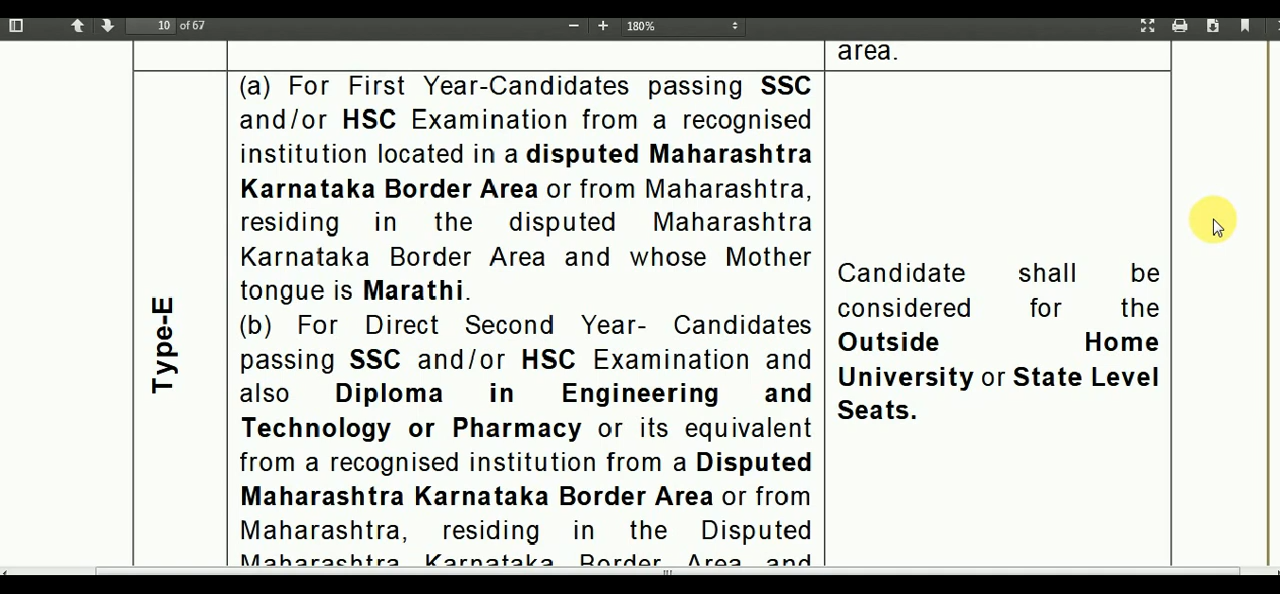 10 of 67
180%
area.
(a) For First Year-Candidates passing SSC
and/or HSC Examination from a recognised
institution located in a disputed Maharashtra
Karnataka Border Area or from Maharashtra,
residing in the disputed Maharashtra
Karnataka Border Area and whose Mother
tongue is Marathi.
(b) For Direct Second Year- Candidates
passing SSC and/or HSC Examination and
also Diploma in Engineering and
Technology or Pharmacy or its equivalent
from a recognised institution from a Disputed
Maharashtra Karnataka Border Area or from
Maharashtra, residing in the Disputed
Maharashtra Karnataka Border Area and
Type-E
Candidate shall be
considered for the
Outside Home
University or State Level
Seats.